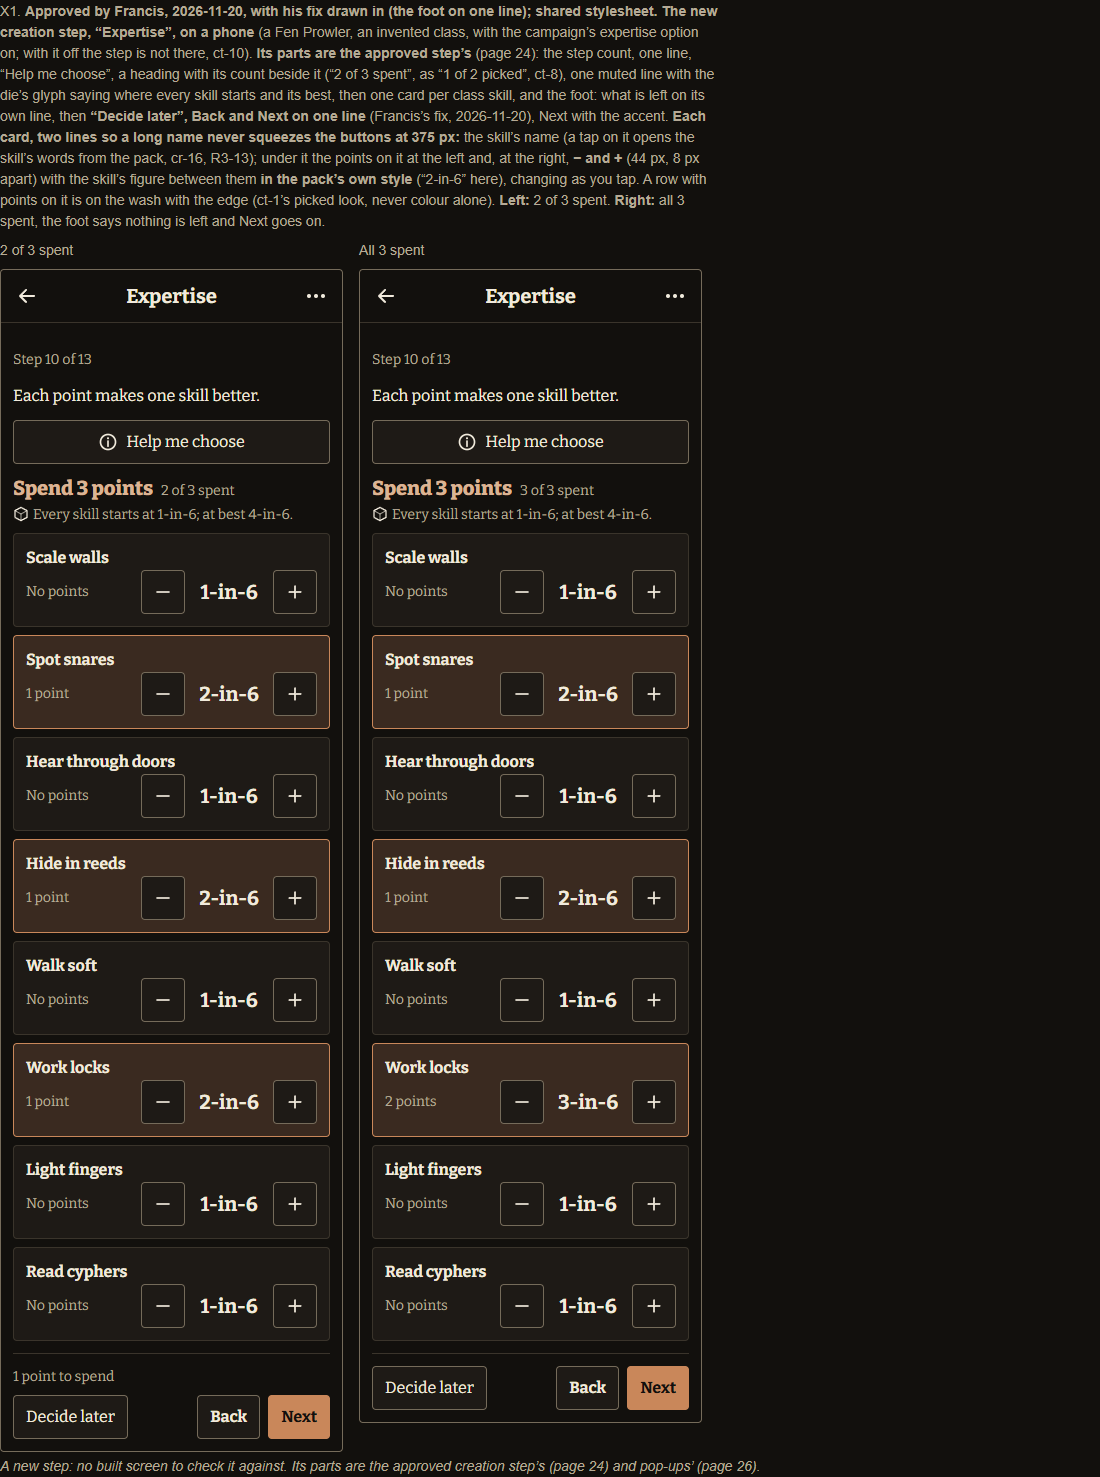 X1. Approved by Francis, 2026-11-20, with his fix drawn in (the foot on one line); shared stylesheet. The new
creation step, “Expertise”, on a phone (a Fen Prowler, an invented class, with the campaign’s expertise option
on; with it off the step is not there, ct-10). Its parts are the approved step’s (page 24): the step count, one line,
“Help me choose”, a heading with its count beside it (“2 of 3 spent”, as “1 of 2 picked”, ct-8), one muted line with the
die’s glyph saying where every skill starts and its best, then one card per class skill, and the foot: what is left on its
own line, then “Decide later”, Back and Next on one line (Francis’s fix, 2026-11-20), Next with the accent. Each
card, two lines so a long name never squeezes the buttons at 375 px: the skill’s name (a tap on it opens the
skill’s words from the pack, cr-16, R3-13); under it the points on it at the left and, at the right, − and + (44 px, 8 px
apart) with the skill’s figure between them in the pack’s own style (“2-in-6” here), changing as you tap. A row with
points on it is on the wash with the edge (ct-1’s picked look, never colour alone). Left: 2 of 3 spent. Right: all 3
spent, the foot says nothing is left and Next goes on.
2 of 3 spent
Expertise
Step 10 of 13
Each point makes one skill better.
Help me choose
Spend 3 points 2 of 3 spent
Every skill starts at 1-in-6; at best 4-in-6.
Scale walls
No points − 1-in-6 +
Spot snares
1 point − 2-in-6 +
Hear through doors
No points − 1-in-6 +
Hide in reeds
1 point − 2-in-6 +
Walk soft
No points − 1-in-6 +
Work locks
1 point − 2-in-6 +
Light fingers
No points − 1-in-6 +
Read cyphers
No points − 1-in-6 +
1 point to spend
Decide later Back Next
All 3 spent
Expertise
Step 10 of 13
Each point makes one skill better.
Help me choose
Spend 3 points 3 of 3 spent
Every skill starts at 1-in-6; at best 4-in-6.
Scale walls
No points − 1-in-6 +
Spot snares
1 point − 2-in-6 +
Hear through doors
No points − 1-in-6 +
Hide in reeds
1 point − 2-in-6 +
Walk soft
No points − 1-in-6 +
Work locks
2 points − 3-in-6 +
Light fingers
No points − 1-in-6 +
Read cyphers
No points − 1-in-6 +
Decide later Back Next
A new step: no built screen to check it against. Its parts are the approved creation step’s (page 24) and pop-ups’ (page 26).